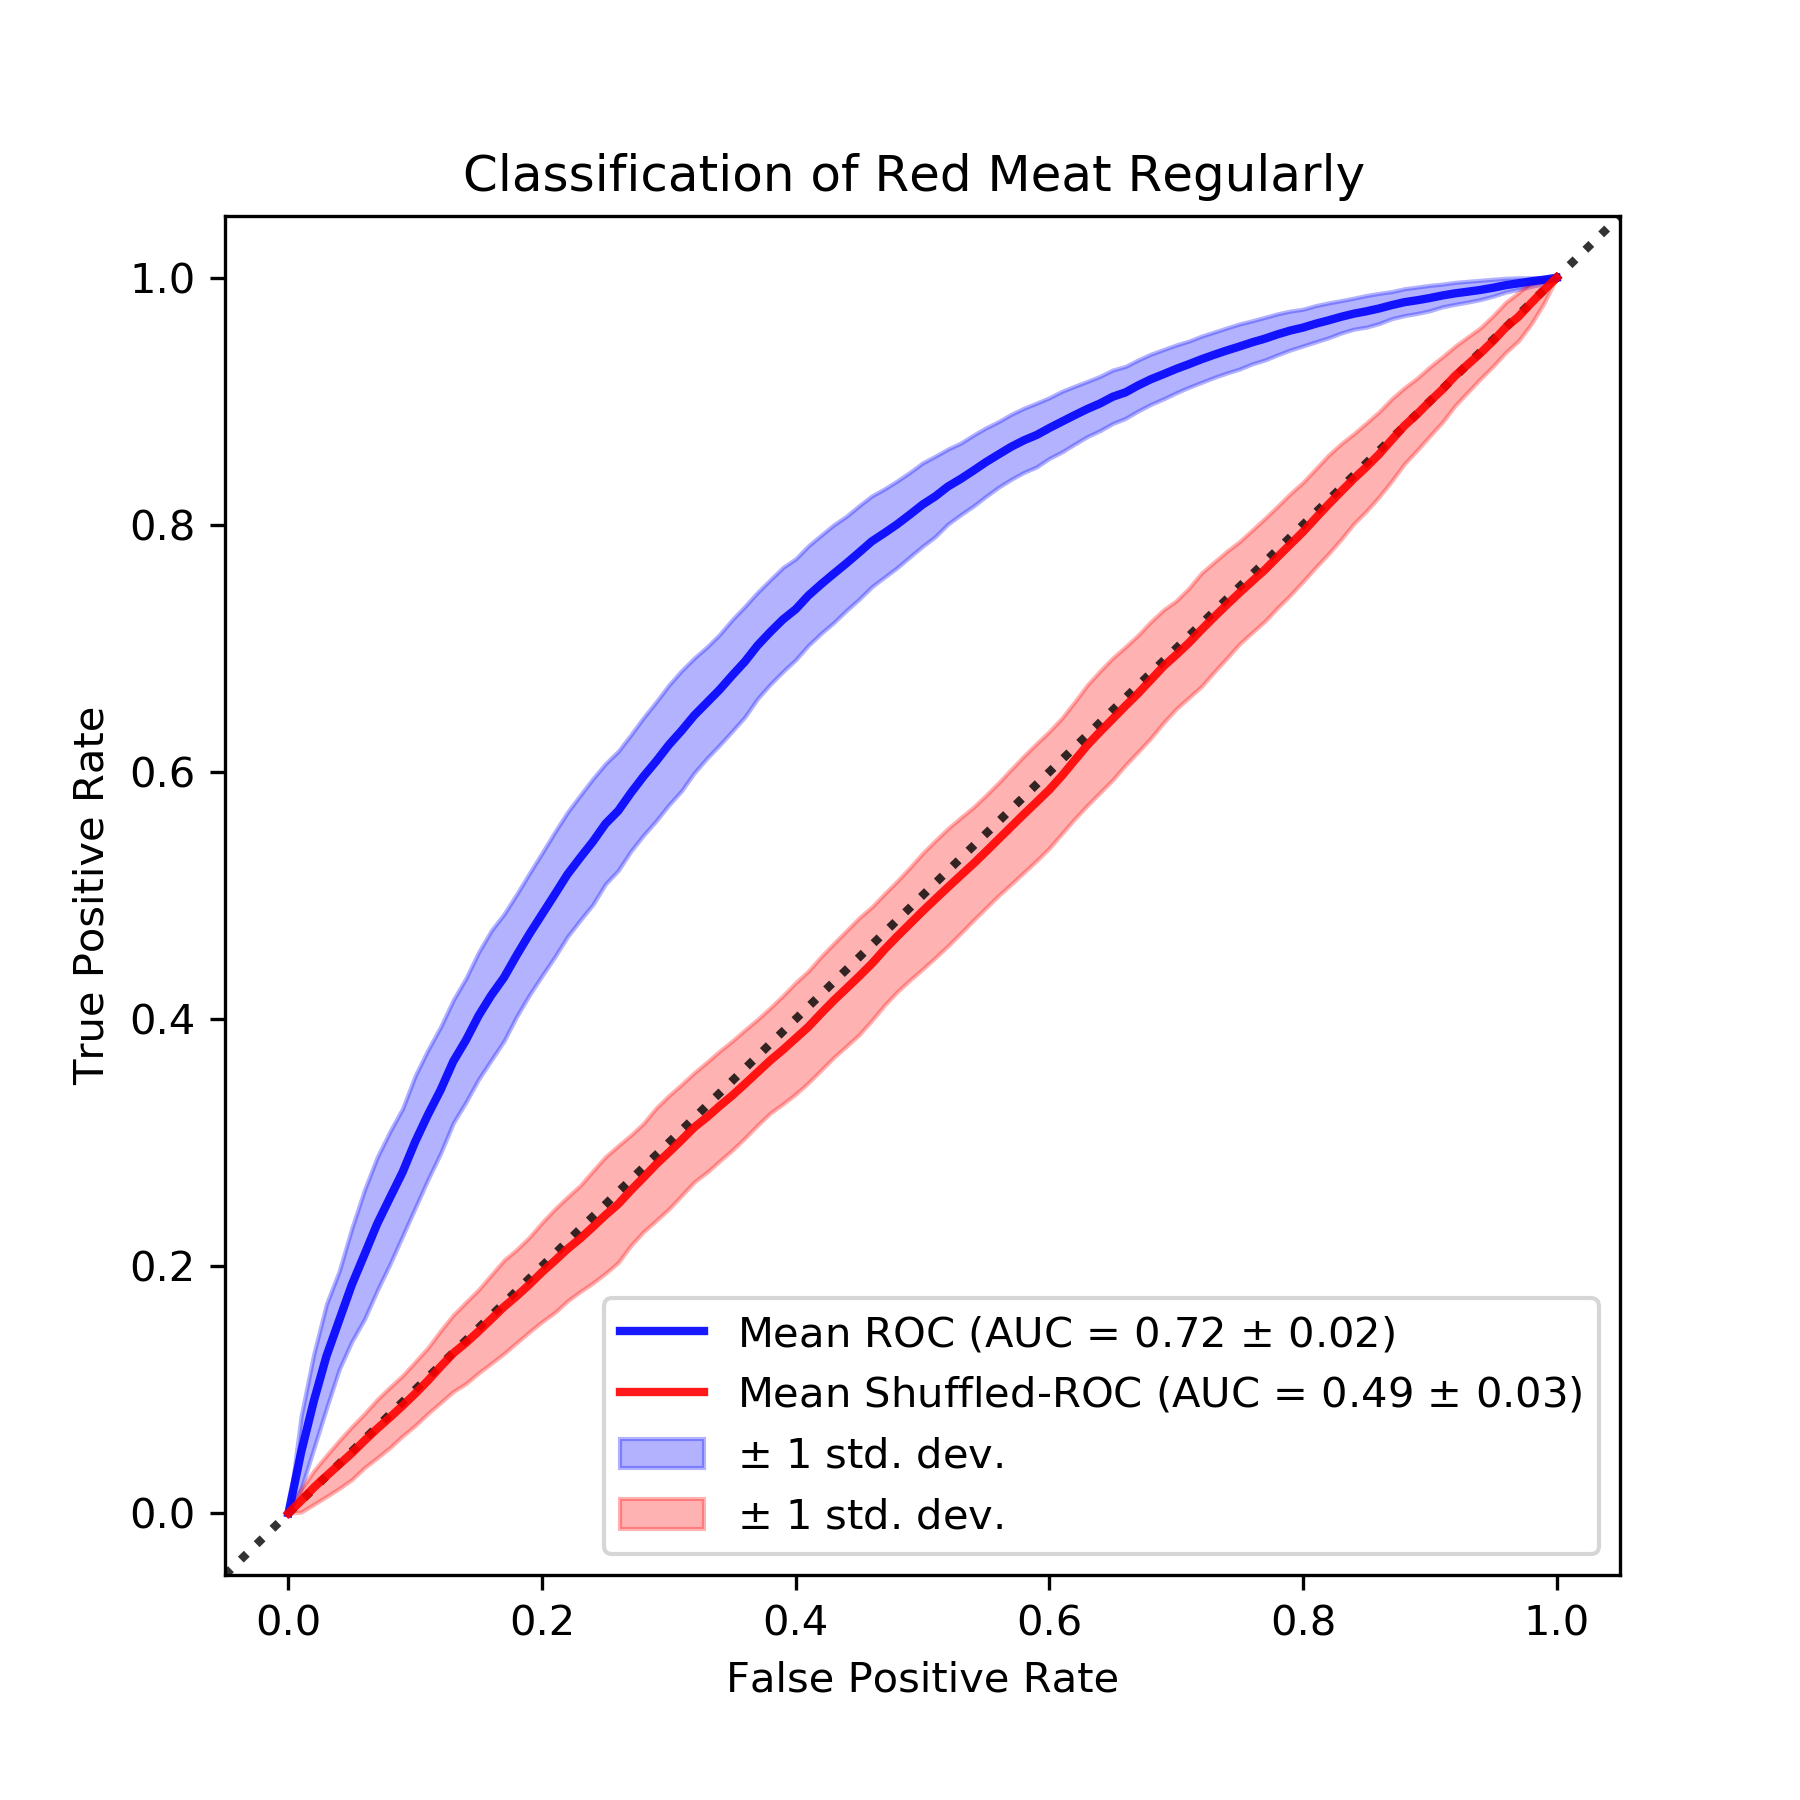 Classification of Red Meat Regularly
1.0
0.8
0.6
0.4
0.2
0.0
True Positive Rate
Mean ROC (AUC = 0.72 ± 0.02)
Mean Shuffled-ROC (AUC = 0.49 ± 0.03)
± 1 std. dev.
± 1 std. dev.
0.0 0.2 0.4 0.6 0.8 1.0
False Positive Rate